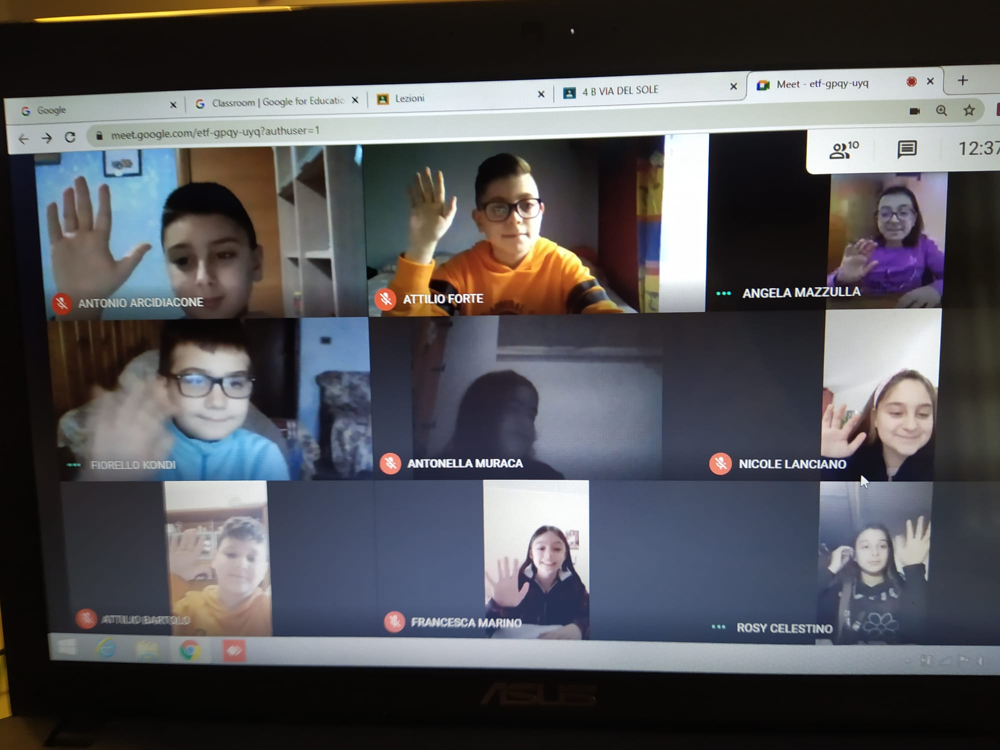 Google
Classroom | Google for Educatio
Lezioni
4 B VIA DEL SOLE
Meet - etf-gpqy-uyq
meet.google.com/etf-gpqy-uyq?authuser=1
10
12:37
ANTONIO ARCIDIACONE
ATTILIO FORTE
ANGELA MAZZULLA
FIORELLO KONDI
ANTONELLA MURACA
NICOLE LANCIANO
ATTILIO BARTOLO
FRANCESCA MARINO
ROSY CELESTINO
ASUS